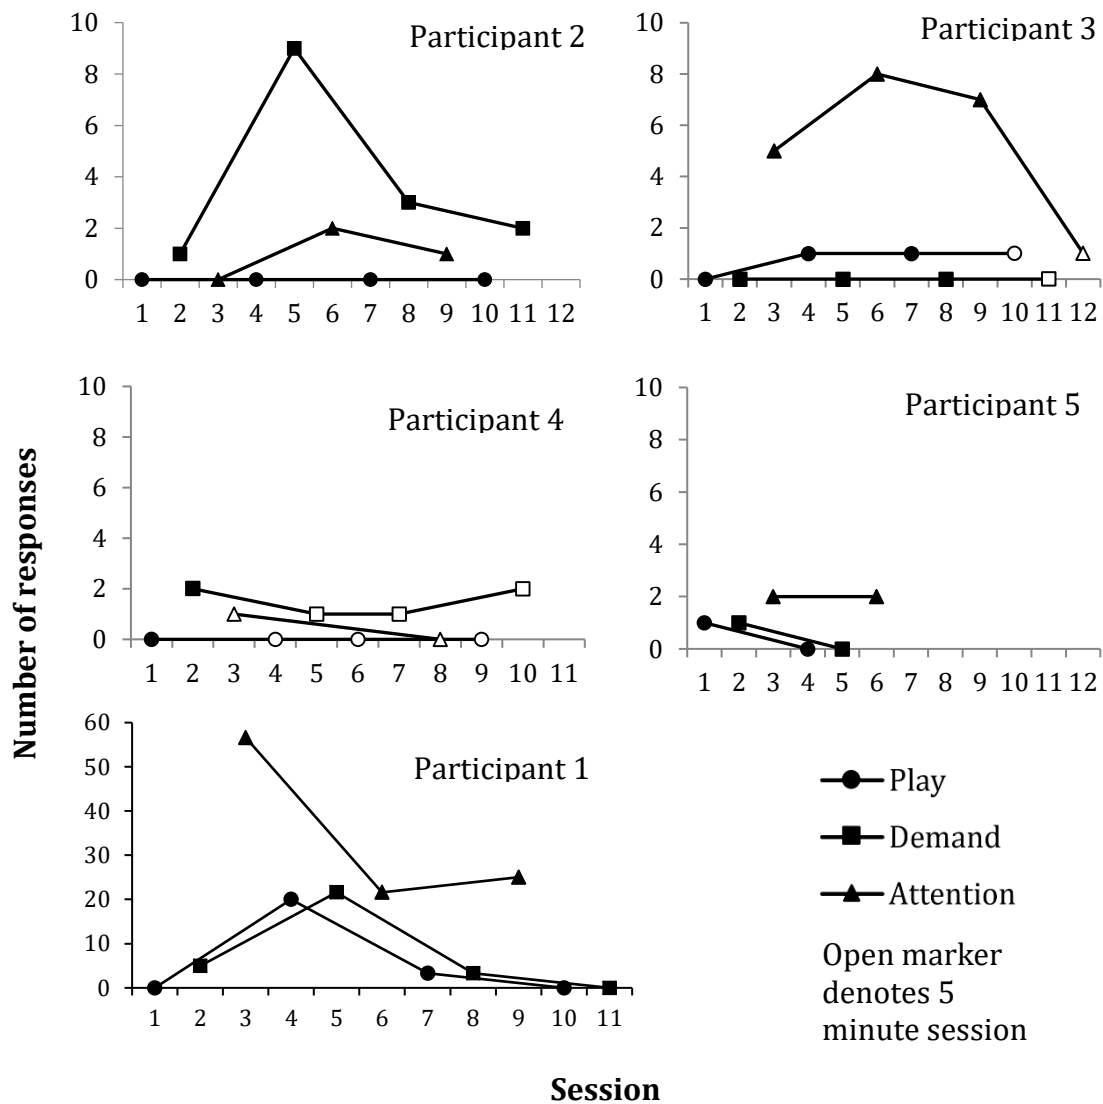 Participant 2
10
8
6
4
2
0
1 2 3 4 5 6 7 8 9 10 11 12
Participant 3
10
8
6
4
2
0
1 2 3 4 5 6 7 8 9 10 11 12
Participant 4
10
8
6
4
2
0
1 2 3 4 5 6 7 8 9 10 11
Participant 5
10
8
6
4
2
0
1 2 3 4 5 6 7 8 9 10 11 12
Number of responses
Participant 1
60
50
40
30
20
10
0
1 2 3 4 5 6 7 8 9 10 11
Play
Demand
Attention
Open marker
denotes 5
minute session
Session